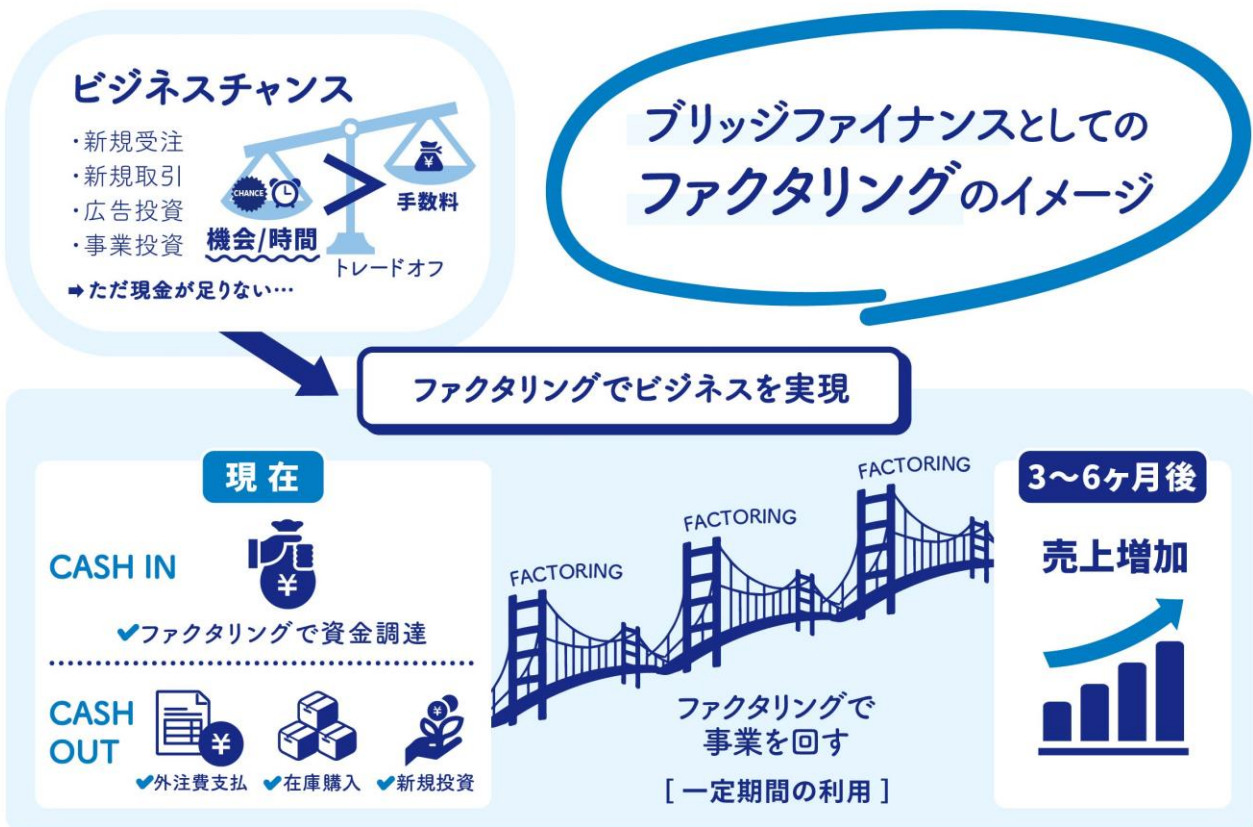 ビジネスチャンス
・新規受注
・新規取引
・広告投資
・事業投資
CHANCE
機会/時間
¥
手数料
トレードオフ
➡ただ現金が足りない…
ブリッジファイナンスとしての
ファクタリングのイメージ
ファクタリングでビジネスを実現
現在
CASH IN
¥
✔ファクタリングで資金調達
CASH
OUT
¥
¥
✔外注費支払
✔在庫購入
✔新規投資
FACTORING
FACTORING
FACTORING
ファクタリングで
事業を回す
[ 一定期間の利用 ]
3〜6ヶ月後
売上増加